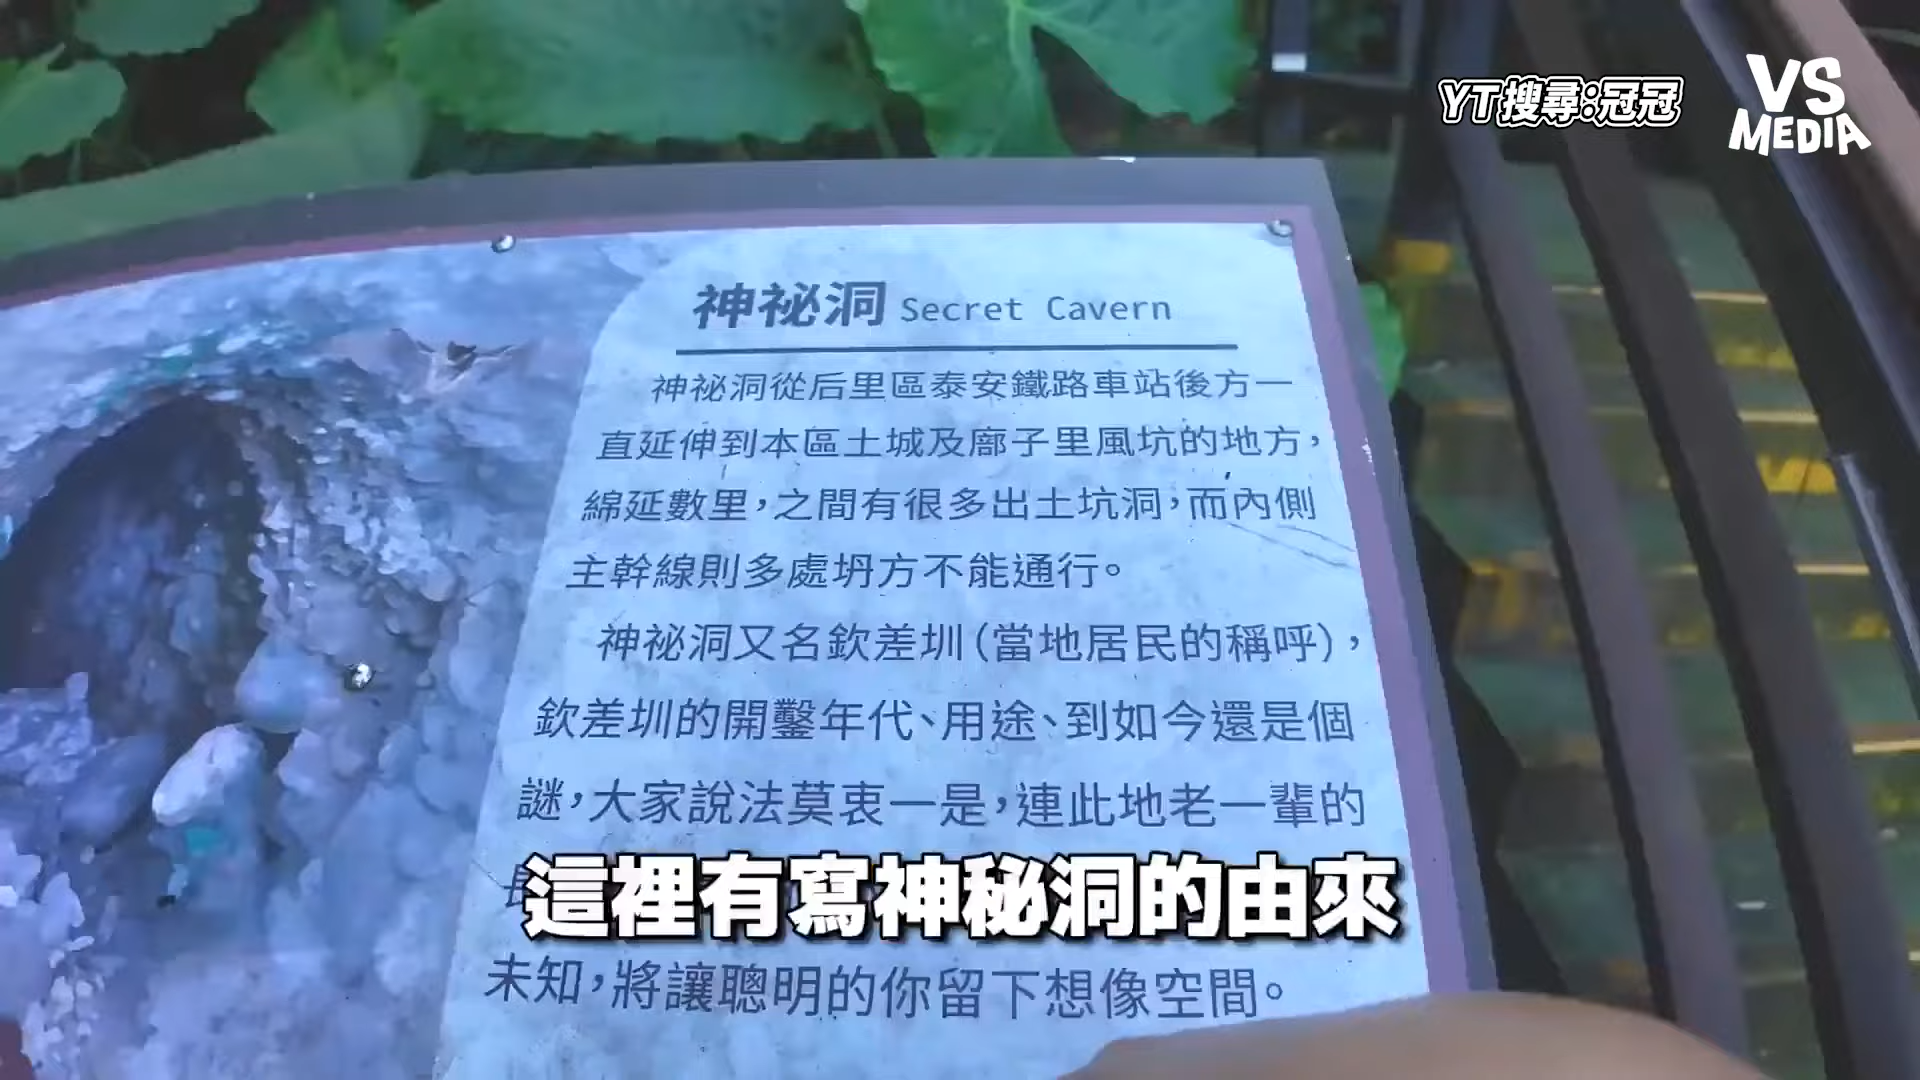 YT搜尋:冠冠
VS
MEDIA
神祕洞 Secret Cavern
神祕洞從后里區泰安鐵路車站後方一
直延伸到本區土城及廍子里風坑的地方，
綿延數里，之間有很多出土坑洞，而內側
主幹線則多處坍方不能通行。
神祕洞又名欽差圳（當地居民的稱呼），
欽差圳的開鑿年代、用途、到如今還是個
謎，大家說法莫衷一是，連此地老一輩的
這裡有寫神秘洞的由來
未知，將讓聰明的你留下想像空間。